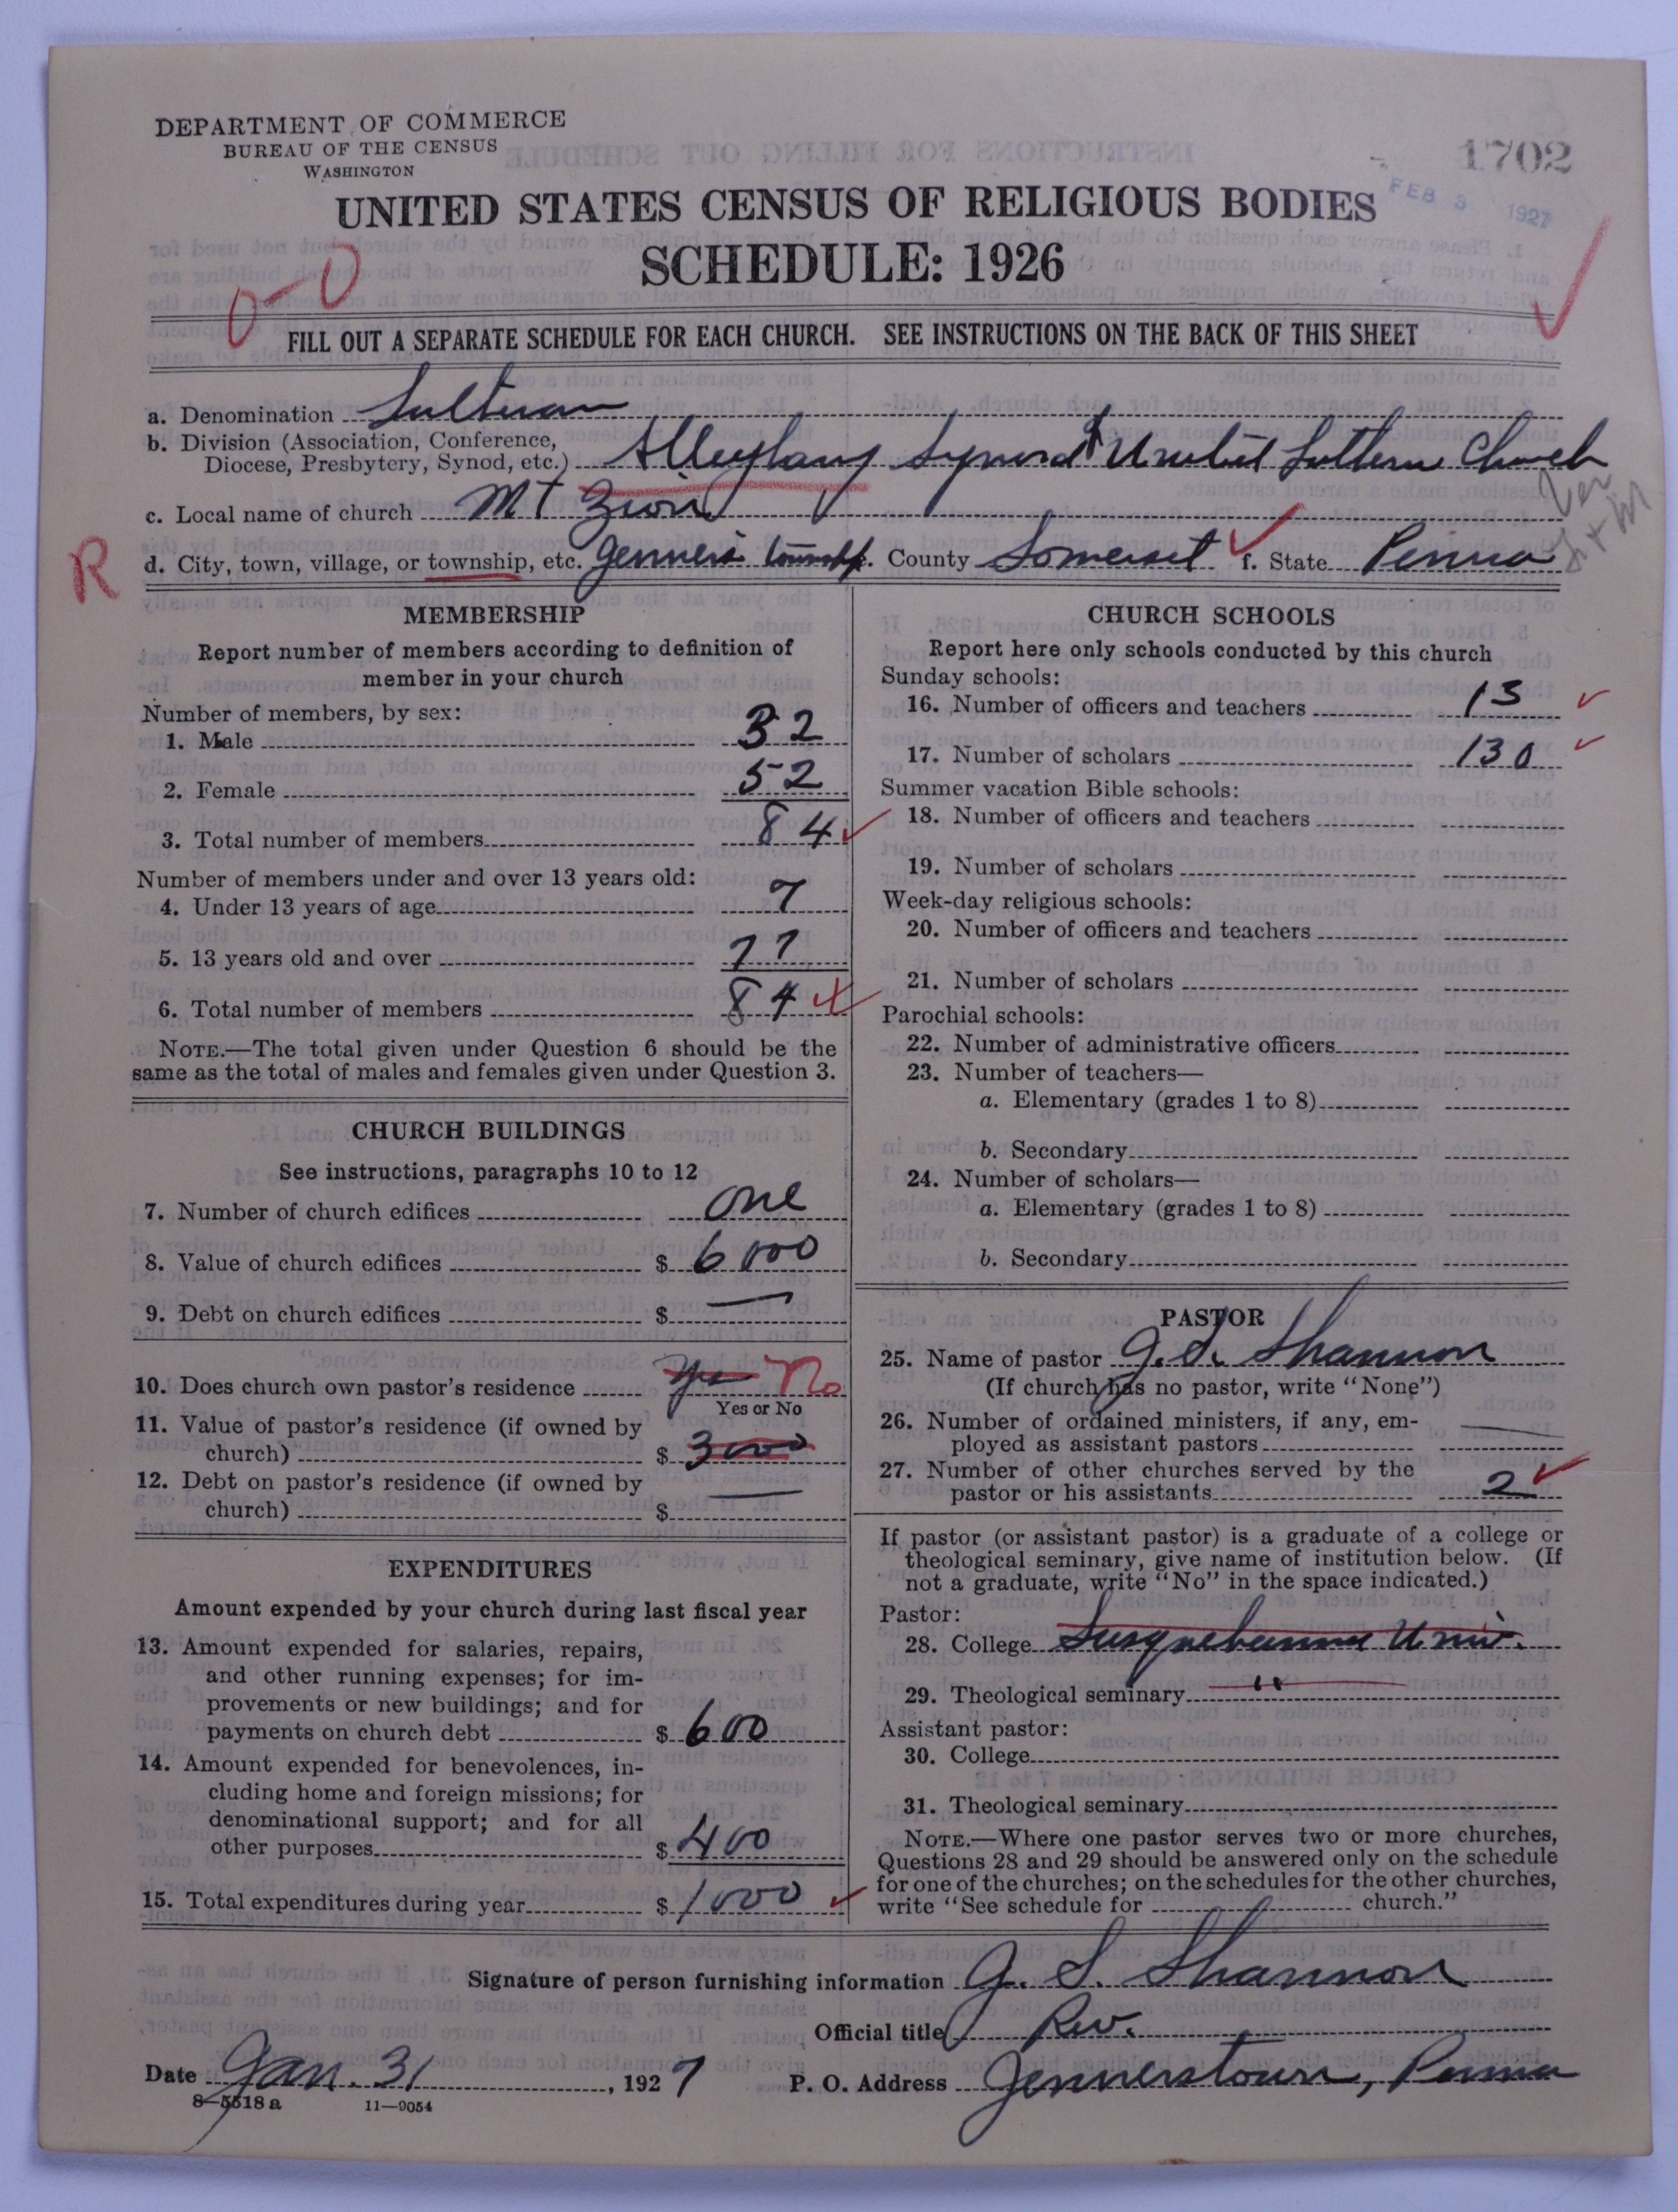 DEPARTMENT OF COMMERCE
BUREAU OF THE CENSUS
WASHINGTON
1702
FEB 3 1927
UNITED STATES CENSUS OF RELIGIOUS BODIES
SCHEDULE: 1926
0-0
FILL OUT A SEPARATE SCHEDULE FOR EACH CHURCH. SEE INSTRUCTIONS ON THE BACK OF THIS SHEET
a. Denomination Lutheran
b. Division (Association, Conference,
Diocese, Presbytery, Synod, etc.) Alleghany Synod United Luthern Church
c. Local name of church Mt Zion
R
d. City, town, village, or township, etc. Jenners township. County Somerset f. State Penna
MEMBERSHIP
Report number of members according to definition of
member in your church
Number of members, by sex:
1. Male 32
2. Female 52
3. Total number of members 84
Number of members under and over 13 years old:
4. Under 13 years of age 7
5. 13 years old and over 77
6. Total number of members 84
NOTE.—The total given under Question 6 should be the
same as the total of males and females given under Question 3.
CHURCH BUILDINGS
See instructions, paragraphs 10 to 12
7. Number of church edifices one
8. Value of church edifices $ 6000
9. Debt on church edifices $ —
10. Does church own pastor's residence Yes No
Yes or No
11. Value of pastor's residence (if owned by
church) $ 3000
12. Debt on pastor's residence (if owned by
church) $ —
EXPENDITURES
Amount expended by your church during last fiscal year
13. Amount expended for salaries, repairs,
and other running expenses; for im-
provements or new buildings; and for
payments on church debt $ 600
14. Amount expended for benevolences, in-
cluding home and foreign missions; for
denominational support; and for all
other purposes $ 400
15. Total expenditures during year $ 1000
CHURCH SCHOOLS
Report here only schools conducted by this church
Sunday schools:
16. Number of officers and teachers 13
17. Number of scholars 130
Summer vacation Bible schools:
18. Number of officers and teachers
19. Number of scholars
Week-day religious schools:
20. Number of officers and teachers
21. Number of scholars
Parochial schools:
22. Number of administrative officers
23. Number of teachers—
a. Elementary (grades 1 to 8)
b. Secondary
24. Number of scholars—
a. Elementary (grades 1 to 8)
b. Secondary
PASTOR
25. Name of pastor J. S. Shannon
(If church has no pastor, write "None")
26. Number of ordained ministers, if any, em-
ployed as assistant pastors —
27. Number of other churches served by the
pastor or his assistants 2
If pastor (or assistant pastor) is a graduate of a college or
theological seminary, give name of institution below. (If
not a graduate, write "No" in the space indicated.)
Pastor:
28. College Susquehanna Univ.
29. Theological seminary "
Assistant pastor:
30. College
31. Theological seminary
NOTE.—Where one pastor serves two or more churches,
Questions 28 and 29 should be answered only on the schedule
for one of the churches; on the schedules for the other churches,
write "See schedule for church."
Signature of person furnishing information J. S. Shannon
Official title Rev.
Date Jan. 31, 1927 P. O. Address Jennerstown, Penna
8—5518a 11—9054